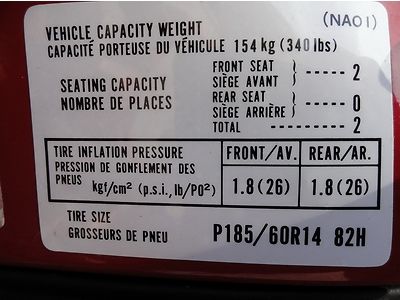 (NA01)
VEHICLE CAPACITY WEIGHT
CAPACITÉ PORTEUSE DU VÉHICULE 154 kg (340 lbs)
SEATING CAPACITY
NOMBRE DE PLACES
FRONT SEAT
SIÈGE AVANT } ----- 2
REAR SEAT
SIÈGE ARRIÈRE } ----- 0
TOTAL ------------ 2
TIRE INFLATION PRESSURE
PRESSION DE GONFLEMENT DES
PNEUS kgf/cm² (p.s.i., lb/PO²)
FRONT/AV. REAR/AR.
1.8 (26) 1.8 (26)
TIRE SIZE
GROSSEURS DE PNEU
P185/60R14 82H